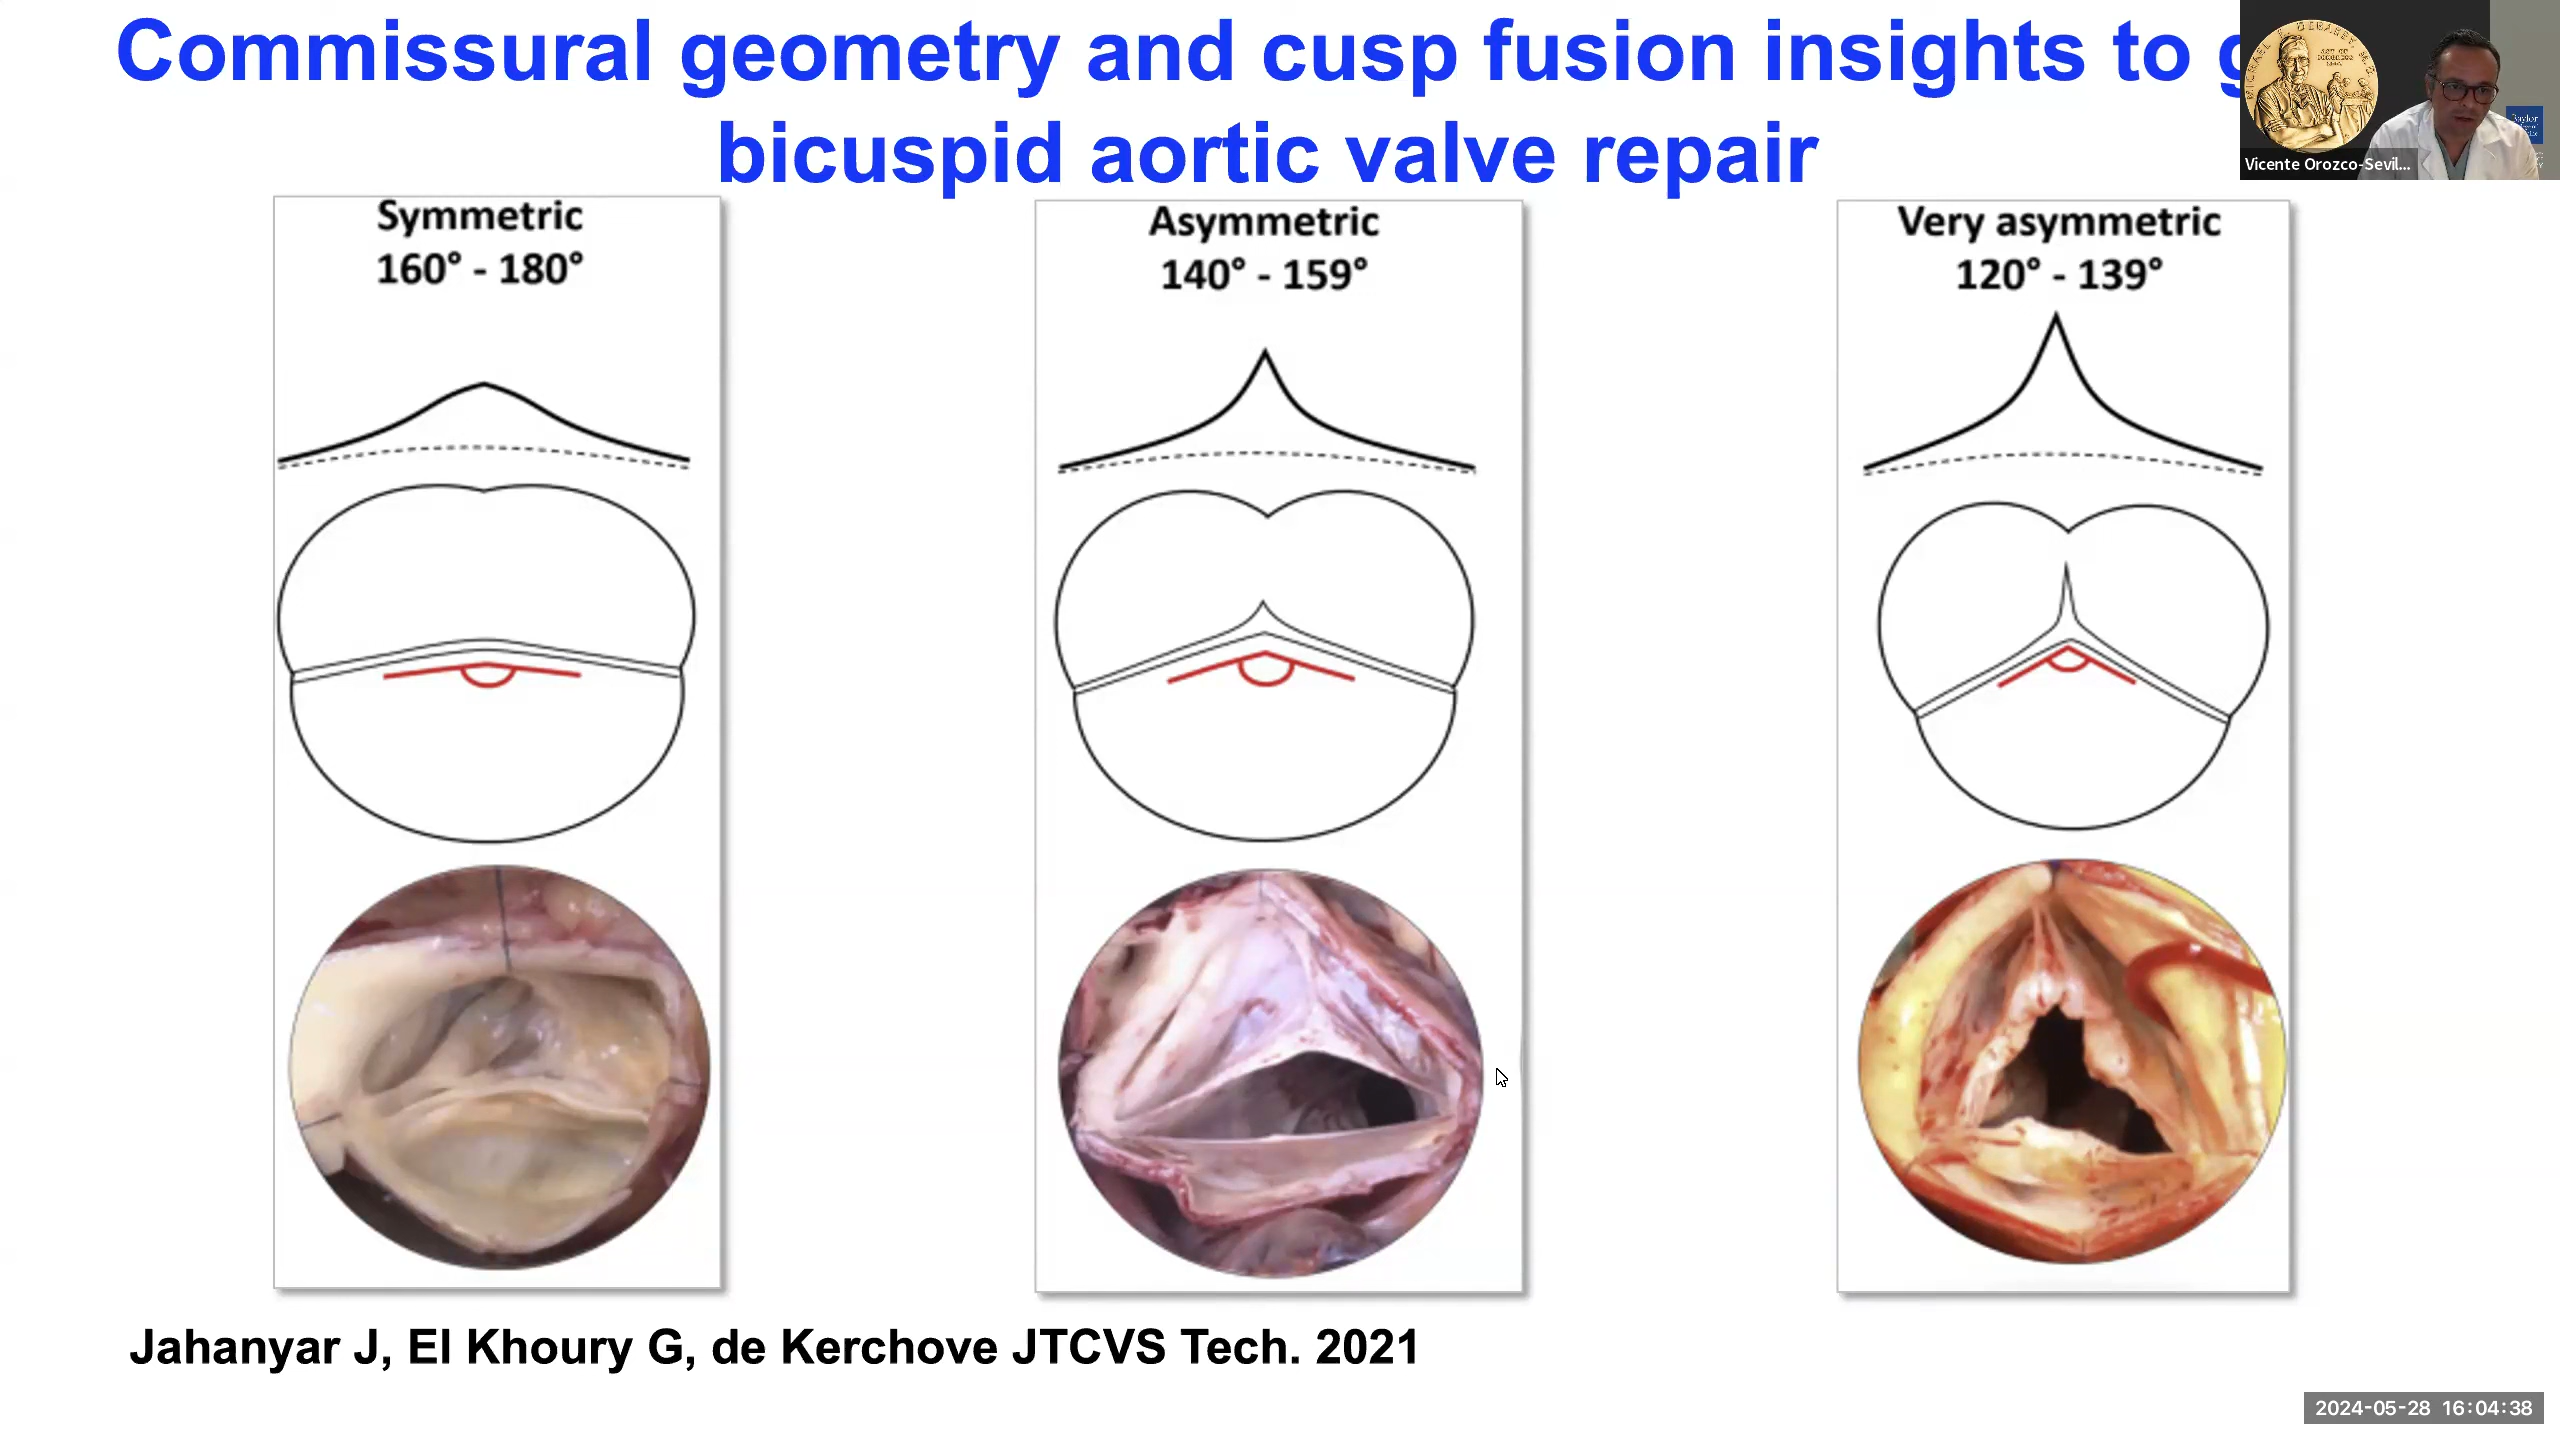 Commissural geometry and cusp fusion insights to
bicuspid aortic valve repair
Vicente Orozco-Sevil...
Baylor
Symmetric
160° - 180°
Asymmetric
140° - 159°
Very asymmetric
120° - 139°
Jahanyar J, El Khoury G, de Kerchove JTCVS Tech. 2021
2024-05-28 16:04:38